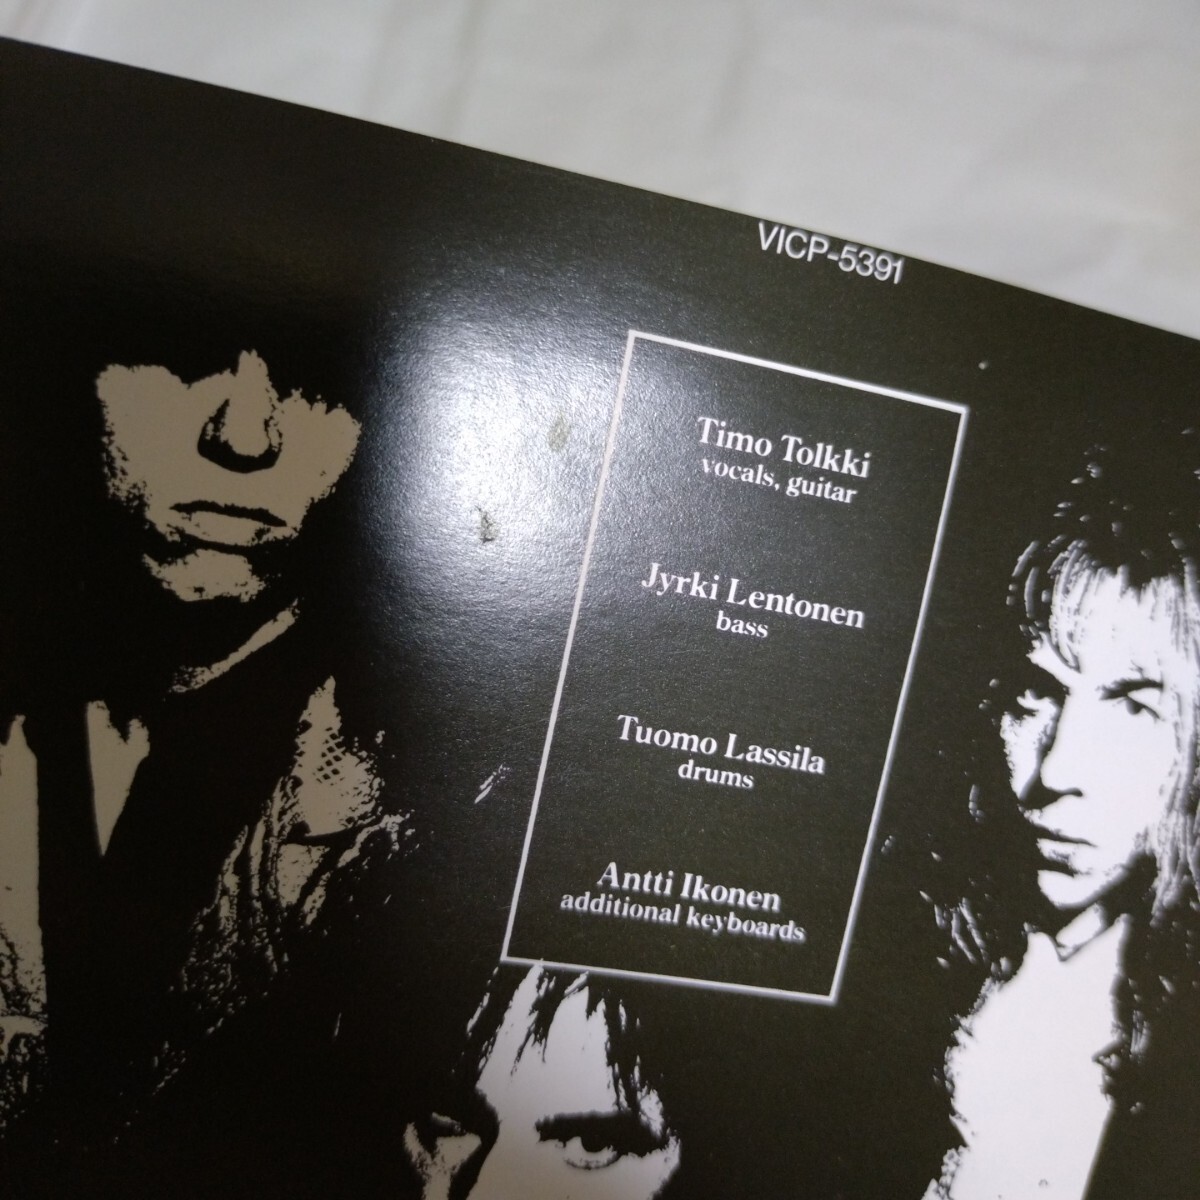 VICP-5391
Timo Tolkki
vocals, guitar
Jyrki Lentonen
bass
Tuomo Lassila
drums
Antti Ikonen
additional keyboards